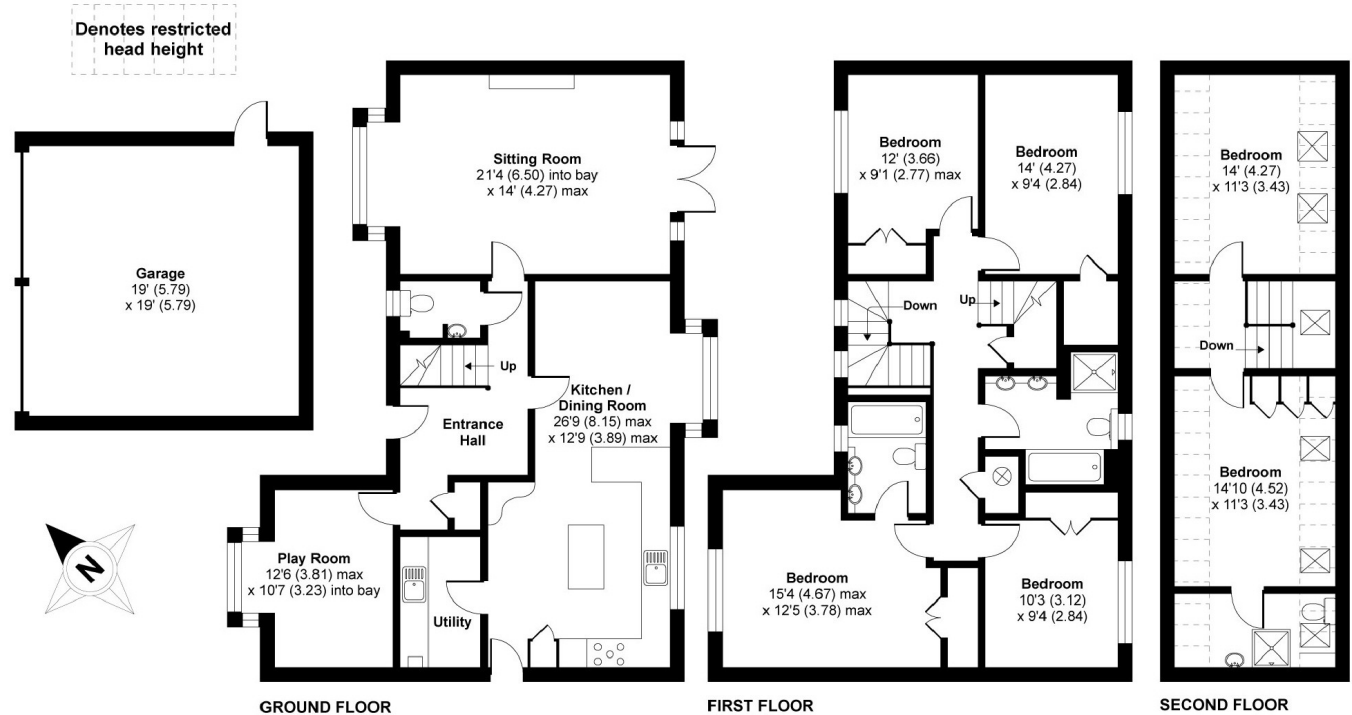 Denotes restricted
head height
Garage
19' (5.79)
x 19' (5.79)
Sitting Room
21'4 (6.50) into bay
x 14' (4.27) max
Up
Kitchen /
Dining Room
26'9 (8.15) max
x 12'9 (3.89) max
Entrance
Hall
Play Room
12'6 (3.81) max
x 10'7 (3.23) into bay
Utility
N
GROUND FLOOR
Bedroom
12' (3.66)
x 9'1 (2.77) max
Bedroom
14' (4.27)
x 9'4 (2.84)
Down
Up
Bedroom
15'4 (4.67) max
x 12'5 (3.78) max
Bedroom
10'3 (3.12)
x 9'4 (2.84)
FIRST FLOOR
Bedroom
14' (4.27)
x 11'3 (3.43)
Down
Bedroom
14'10 (4.52)
x 11'3 (3.43)
SECOND FLOOR